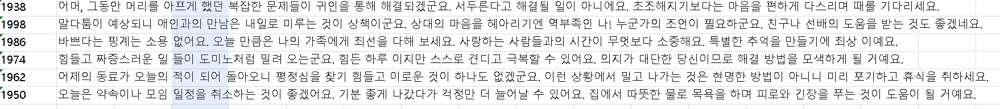 1938 어머, 그동안 머리를 아프게 했던 복잡한 문제들이 귀인을 통해 해결되겠군요. 서두른다고 해결될 일이 아니에요. 초조해지기보다는 마음을 편하게 다스리며 때를 기다리세요.
1998 말다툼이 예상되니 애인과의 만남은 내일로 미루는 것이 상책이군요. 상대의 마음을 헤아리기엔 역부족인 나! 누군가의 조언이 필요하군요. 친구나 선배의 도움을 받는 것도 좋겠네요.
1986 바쁘다는 핑계는 소용 없어요. 오늘 만큼은 나의 가족에게 최선을 다해 보세요. 사랑하는 사람들과의 시간이 무엇보다 소중해요. 특별한 추억을 만들기에 최상 이예요.
1974 힘들고 짜증스러운 일 들이 도미노처럼 밀려 오는군요. 힘든 하루 이지만 스스로 견디고 극복할 수 있어요. 의지가 대단한 당신이므로 해결 방법을 모색하게 될 거예요.
1962 어제의 동료가 오늘의 적이 되어 돌아오니 평정심을 찾기 힘들고 이로운 것이 하나도 없겠군요. 이런 상황에서 밀고 나가는 것은 현명한 방법이 아니니 미리 포기하고 휴식을 취하세요.
1950 오늘은 약속이나 모임 일정을 취소하는 것이 좋겠어요. 기분 좋게 나갔다가 걱정만 더 늘어날 수 있어요. 집에서 따뜻한 물로 목욕을 하며 피로와 긴장을 푸는 것이 도움이 될 거예요.